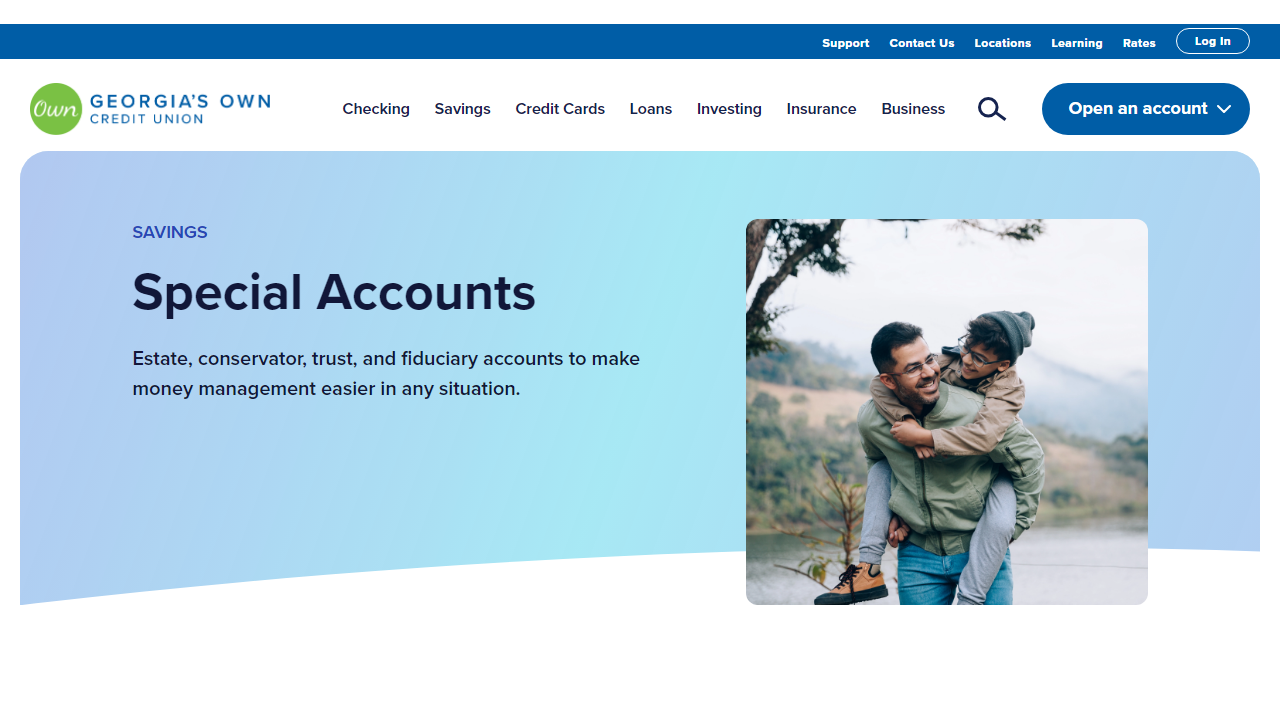 Support Contact Us Locations Learning Rates Log In
Own GEORGIA'S OWN
CREDIT UNION
Checking Savings Credit Cards Loans Investing Insurance Business Open an account
SAVINGS
Special Accounts
Estate, conservator, trust, and fiduciary accounts to make
money management easier in any situation.